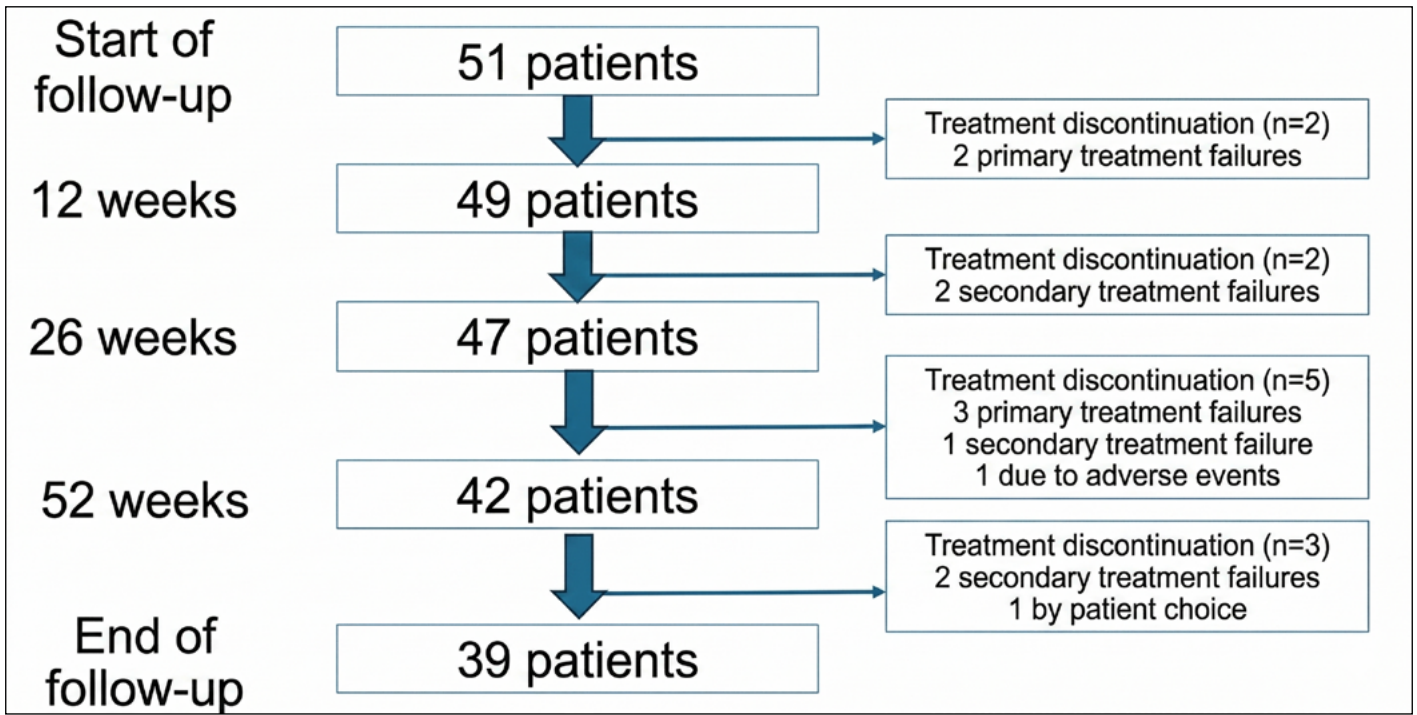 Start of
follow-up
51 patients
Treatment discontinuation (n=2)
2 primary treatment failures
12 weeks
49 patients
Treatment discontinuation (n=2)
2 secondary treatment failures
26 weeks
47 patients
Treatment discontinuation (n=5)
3 primary treatment failures
1 secondary treatment failure
1 due to adverse events
52 weeks
42 patients
Treatment discontinuation (n=3)
2 secondary treatment failures
1 by patient choice
End of
follow-up
39 patients